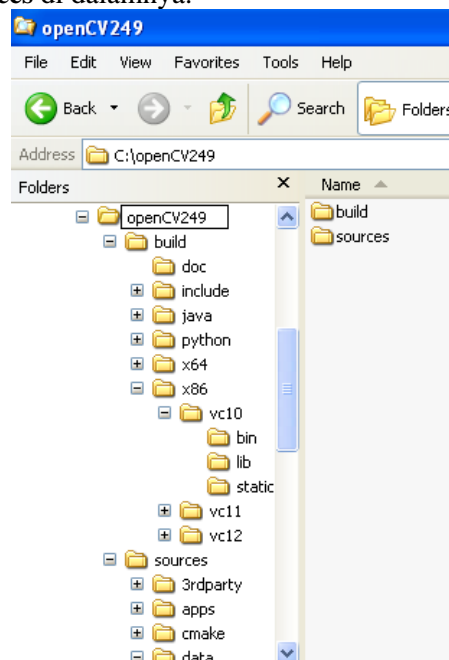 di dalamnya.
openCV249
File Edit View Favorites Tools Help
Back Search Folders
Address C:\openCV249
Folders × Name
openCV249
build
doc
include
java
python
x64
x86
vc10
bin
lib
static
vc11
vc12
sources
3rdparty
apps
cmake
data
build
sources